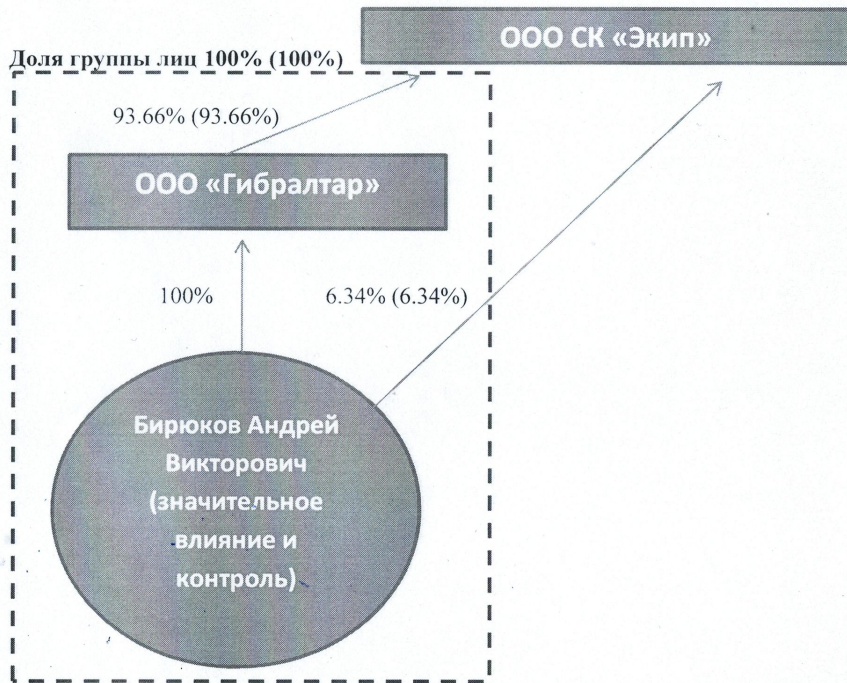 ООО СК «Экип»
Доля группы лиц 100% (100%)
93.66% (93.66%)
ООО «Гибралтар»
100%
6.34% (6.34%)
Бирюков Андрей
Викторович
(значительное
влияние и
контроль)